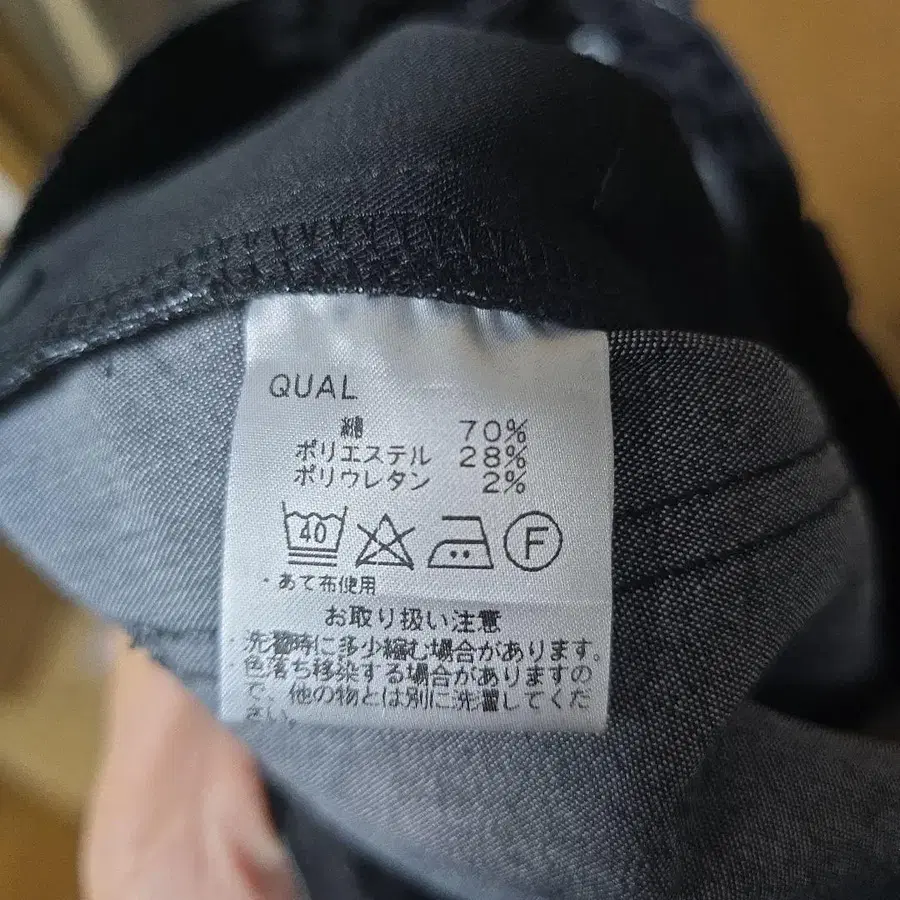 QUAL
綿 70%
ポリエステル 28%
ポリウレタン 2%
40 F
・あて布使用
お取り扱い注意
・洗濯時に多少縮む場合があります。
・色落ち移染する場合がありますの
で、他の物とは別に洗濯してくだ
さい。